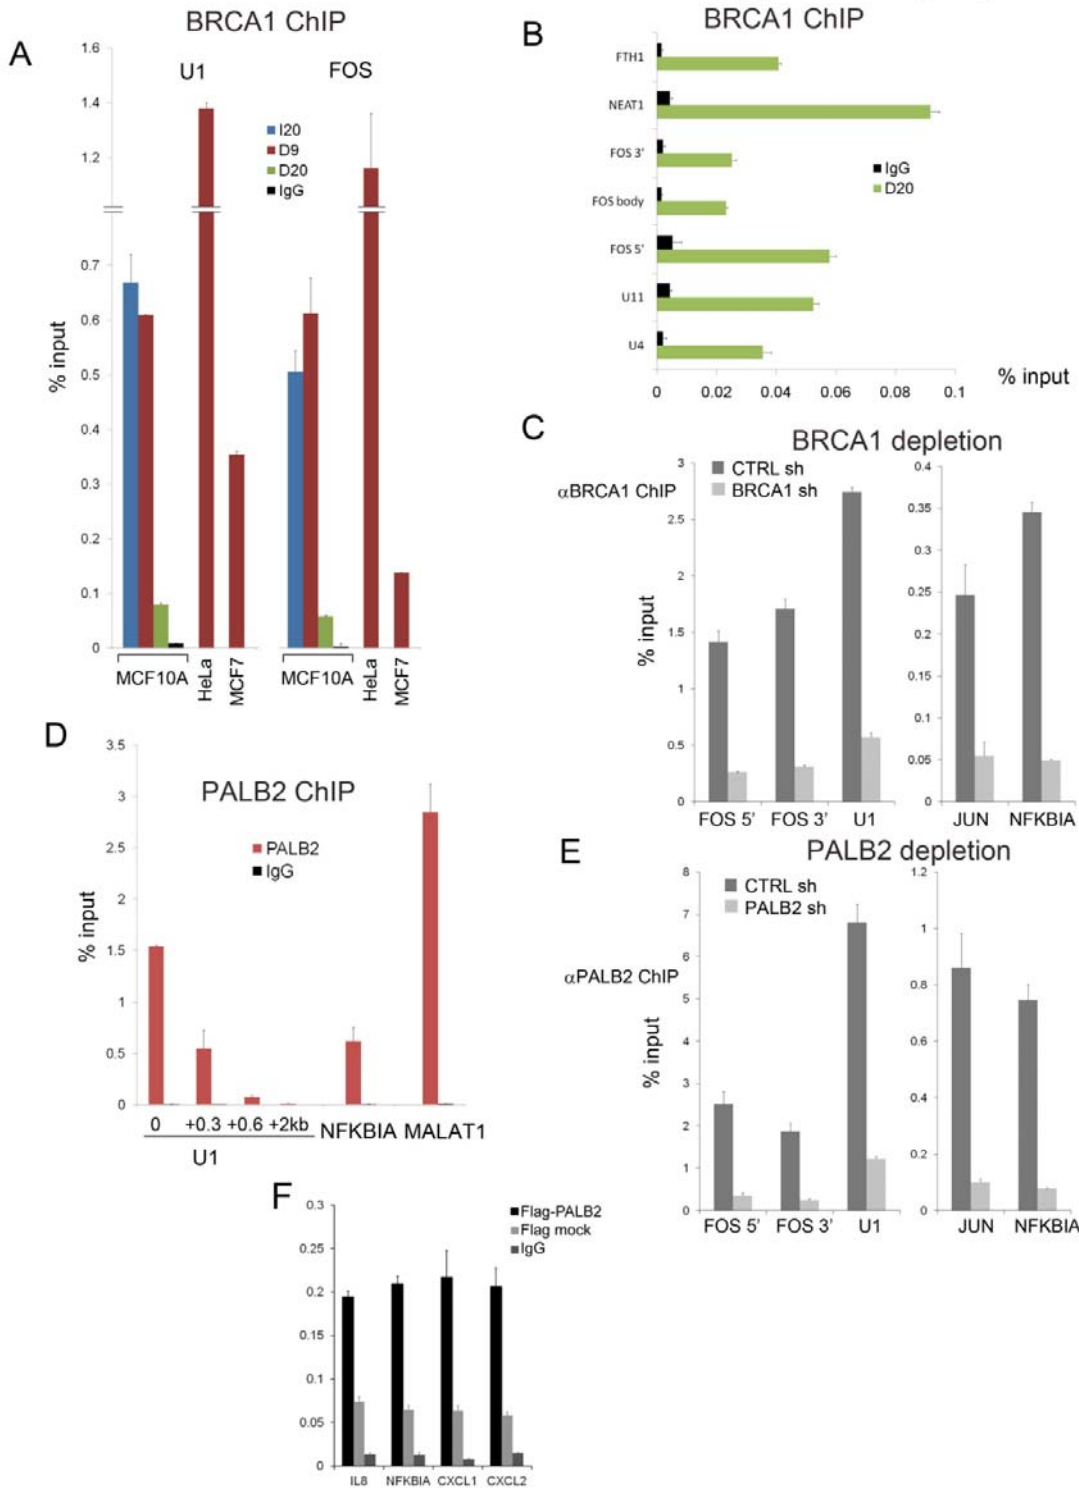 A
BRCA1 ChIP
U1
FOS
I20
D9
D20
IgG
1.6
1.4
1.2
0.7
0.6
0.5
0.4
0.3
0.2
0.1
0
% input
MCF10A
HeLa
MCF7
MCF10A
HeLa
MCF7
B
BRCA1 ChIP
FTH1
NEAT1
FOS 3'
FOS body
FOS 5'
U11
U4
IgG
D20
0 0.02 0.04 0.06 0.08 0.1
% input
C
BRCA1 depletion
αBRCA1 ChIP
CTRL sh
BRCA1 sh
3
2.5
2
1.5
1
0.5
0
% input
FOS 5' FOS 3' U1
0.4
0.35
0.3
0.25
0.2
0.15
0.1
0.05
0
JUN NFKBIA
D
PALB2 ChIP
PALB2
IgG
3.5
3
2.5
2
1.5
1
0.5
0
% input
0 +0.3 +0.6 +2kb NFKBIA MALAT1
U1
E
PALB2 depletion
αPALB2 ChIP
CTRL sh
PALB2 sh
8
7
6
5
4
3
2
1
0
% input
FOS 5' FOS 3' U1
1.2
1
0.8
0.6
0.4
0.2
0
JUN NFKBIA
F
Flag-PALB2
Flag mock
IgG
0.3
0.25
0.2
0.15
0.1
0.05
0
IL8 NFKBIA CXCL1 CXCL2